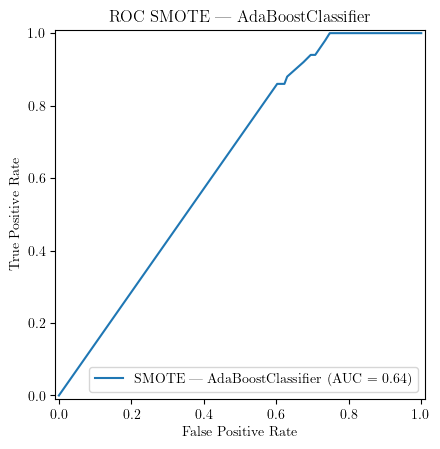 ROC SMOTE — AdaBoostClassifier
1.0
0.8
0.6
0.4
0.2
0.0
True Positive Rate
SMOTE — AdaBoostClassifier (AUC = 0.64)
0.0 0.2 0.4 0.6 0.8 1.0
False Positive Rate